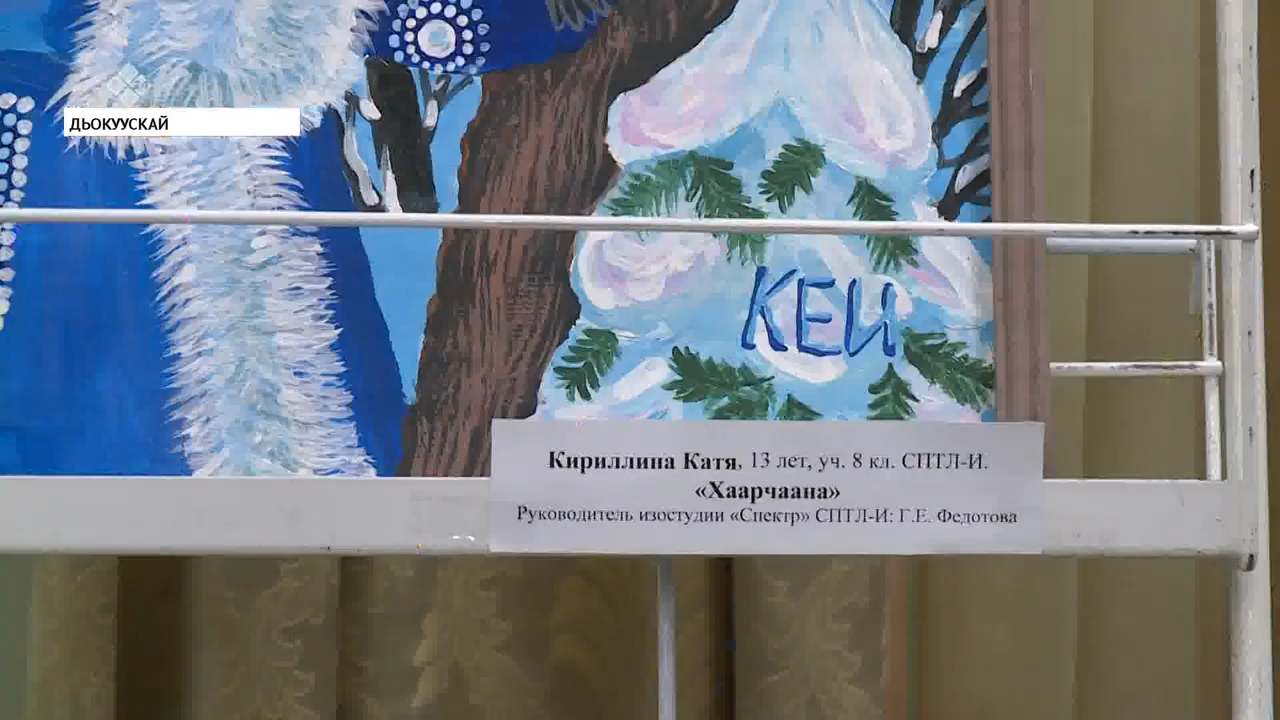 ДЬОКУУСКАЙ
КЕИ
Кириллина Катя, 13 лет, уч. 8 кл. СПТЛ-И.
«Хаарчаана»
Руководитель изостудии «Спектр» СПТЛ-И: Г.Е. Федотова